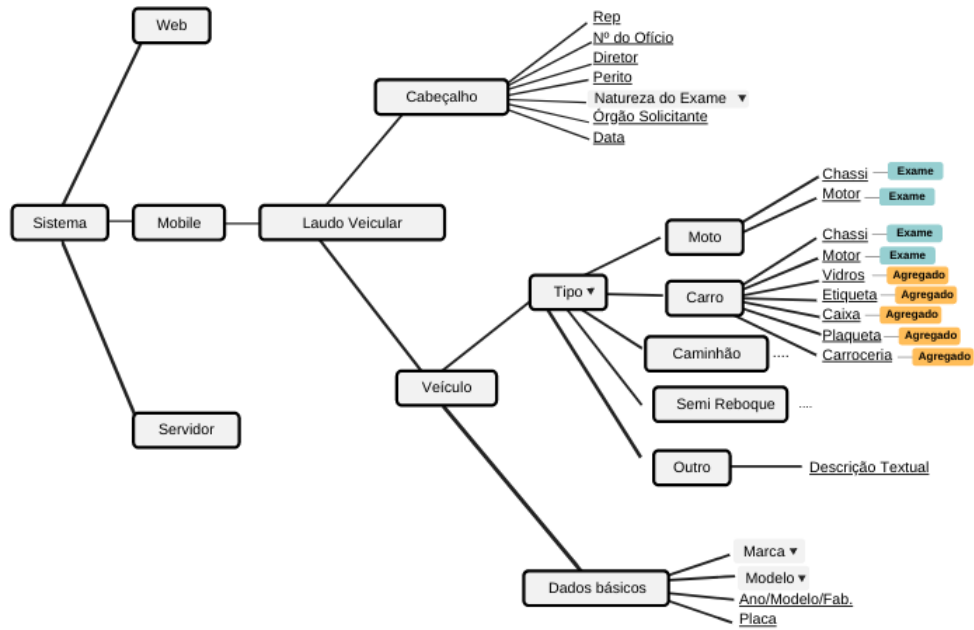 Web
Rep
Nº do Ofício
Diretor
Perito
Cabeçalho
Natureza do Exame ▼
Órgão Solicitante
Data
Sistema
Mobile
Laudo Veicular
Chassi Exame
Motor Exame
Moto
Chassi Exame
Motor Exame
Vidros Agregado
Tipo ▼
Carro
Etiqueta Agregado
Caixa Agregado
Plaqueta Agregado
Carroceria Agregado
Caminhão ....
Veículo
Semi Reboque ....
Servidor
Outro
Descrição Textual
Marca ▼
Modelo ▼
Dados básicos
Ano/Modelo/Fab.
Placa